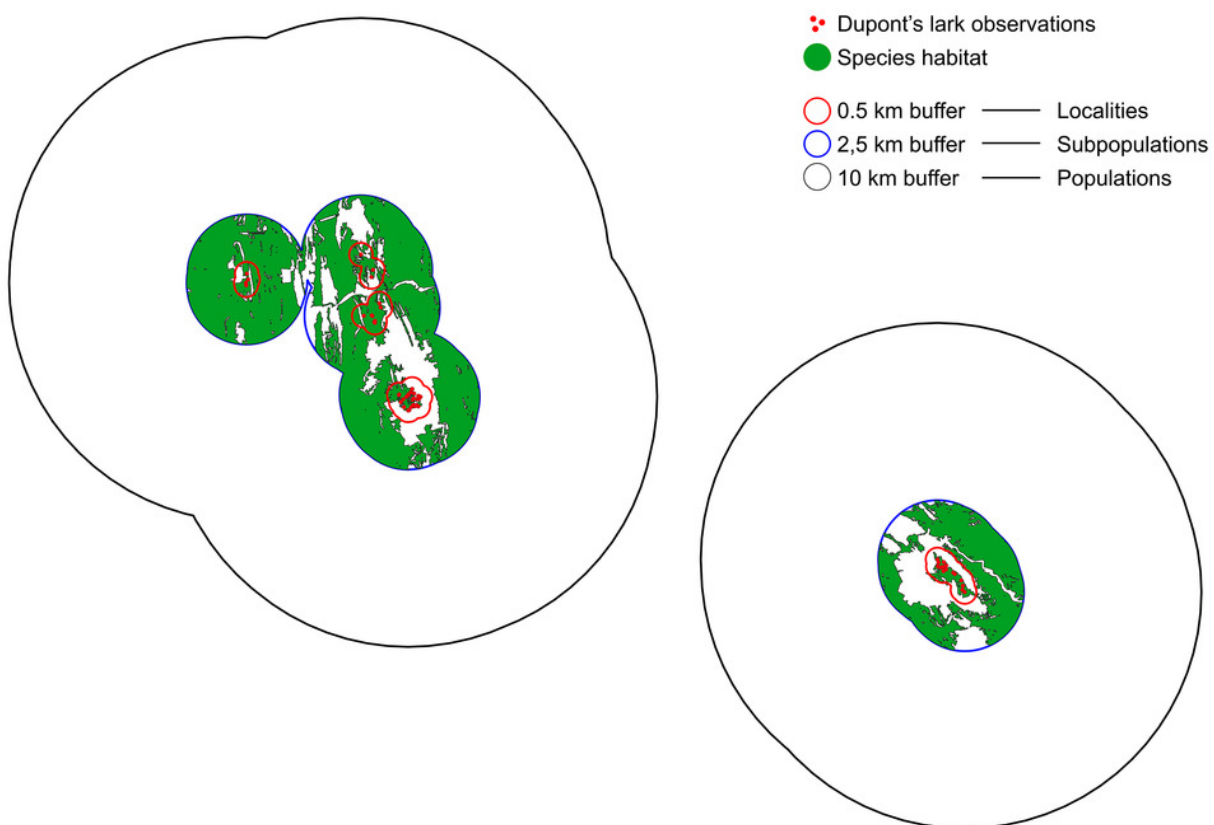 Dupont's lark observations
Species habitat
0.5 km buffer Localities
2,5 km buffer Subpopulations
10 km buffer Populations